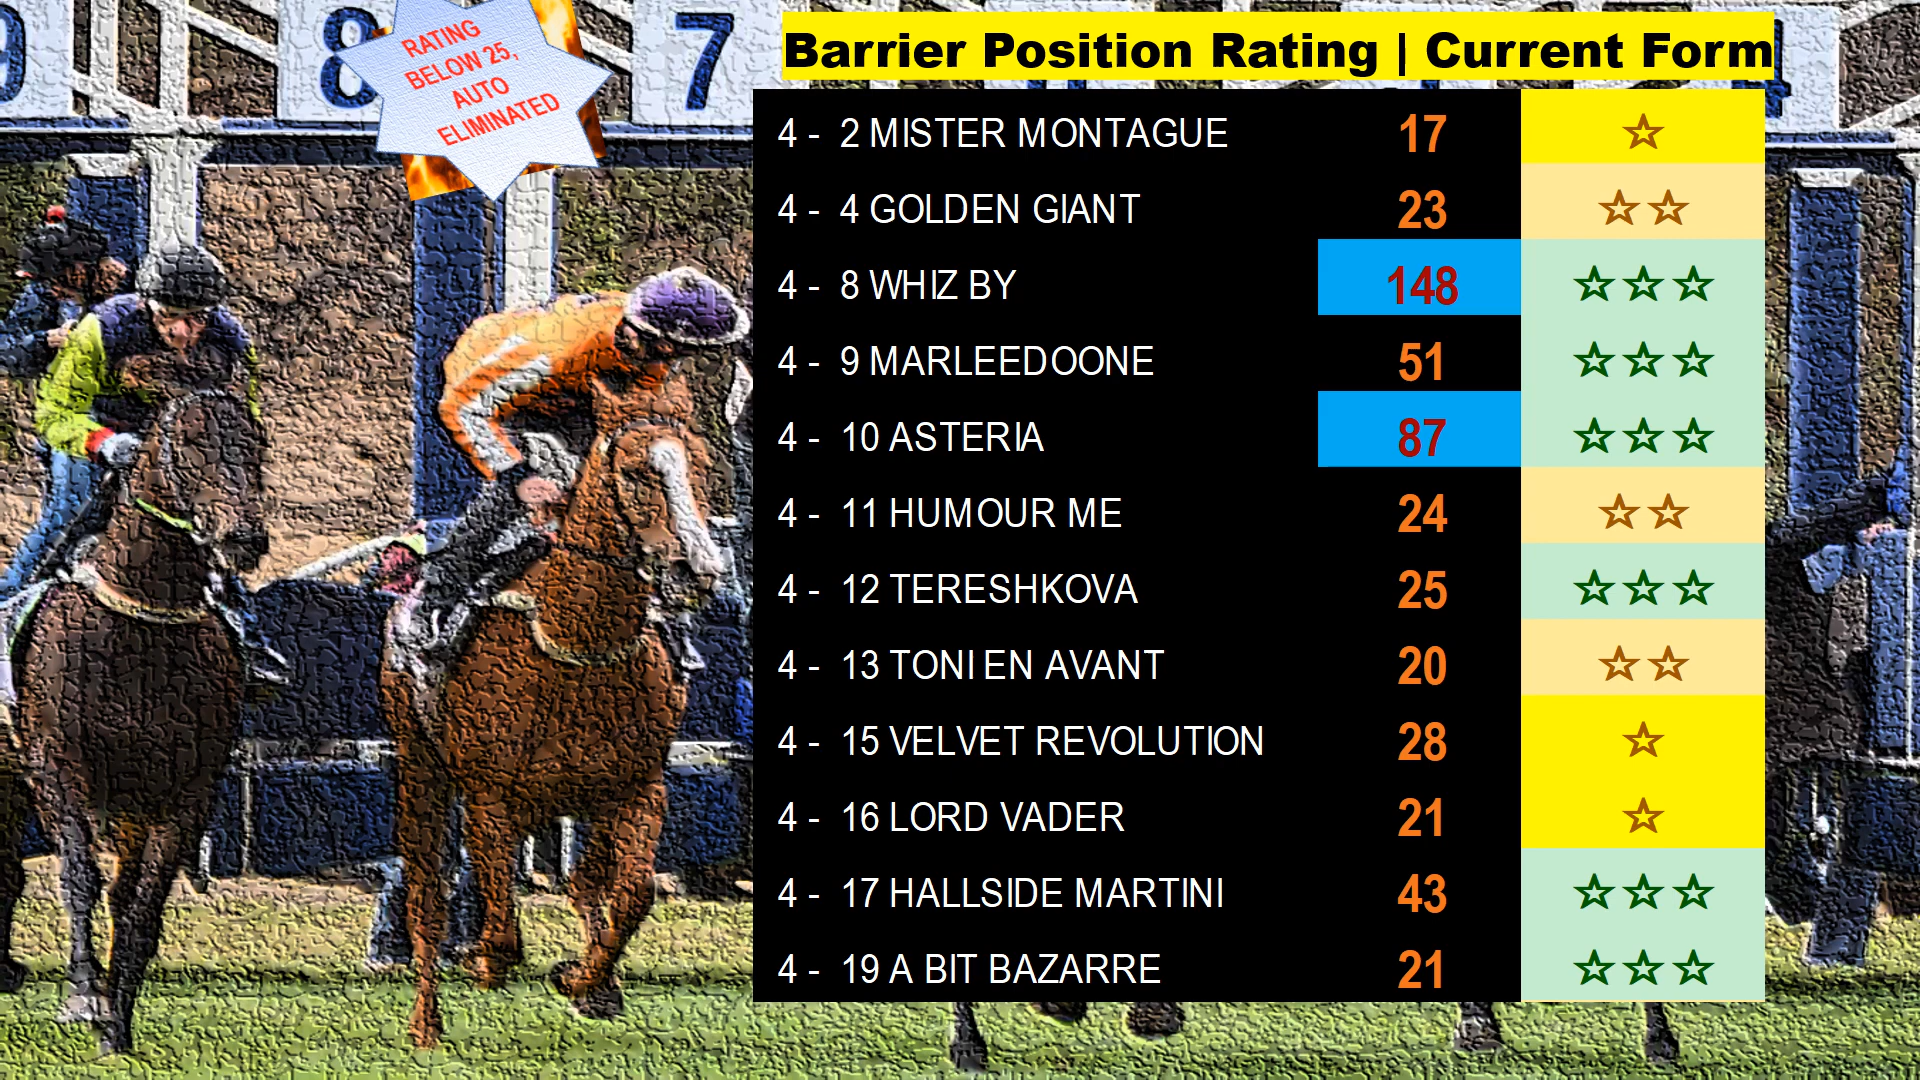 9
8
7
RATING
BELOW 25,
AUTO
ELIMINATED
Barrier Position Rating | Current Form
4 - 2 MISTER MONTAGUE 17 ☆
4 - 4 GOLDEN GIANT 23 ☆☆
4 - 8 WHIZ BY 148 ☆☆☆
4 - 9 MARLEEDOONE 51 ☆☆☆
4 - 10 ASTERIA 87 ☆☆☆
4 - 11 HUMOUR ME 24 ☆☆
4 - 12 TERESHKOVA 25 ☆☆☆
4 - 13 TONI EN AVANT 20 ☆☆
4 - 15 VELVET REVOLUTION 28 ☆
4 - 16 LORD VADER 21 ☆
4 - 17 HALLSIDE MARTINI 43 ☆☆☆
4 - 19 A BIT BAZARRE 21 ☆☆☆